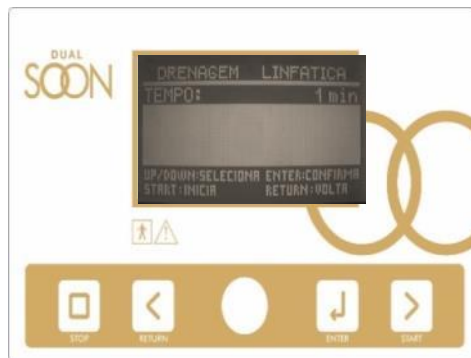 DUAL
SOON
DRENAGEM LINFATICA
TEMPO: 1 min
UP/DOWN:SELECIONA ENTER:CONFIRMA
START:INICIA RETURN:VOLTA
STOP
RETURN
ENTER
START